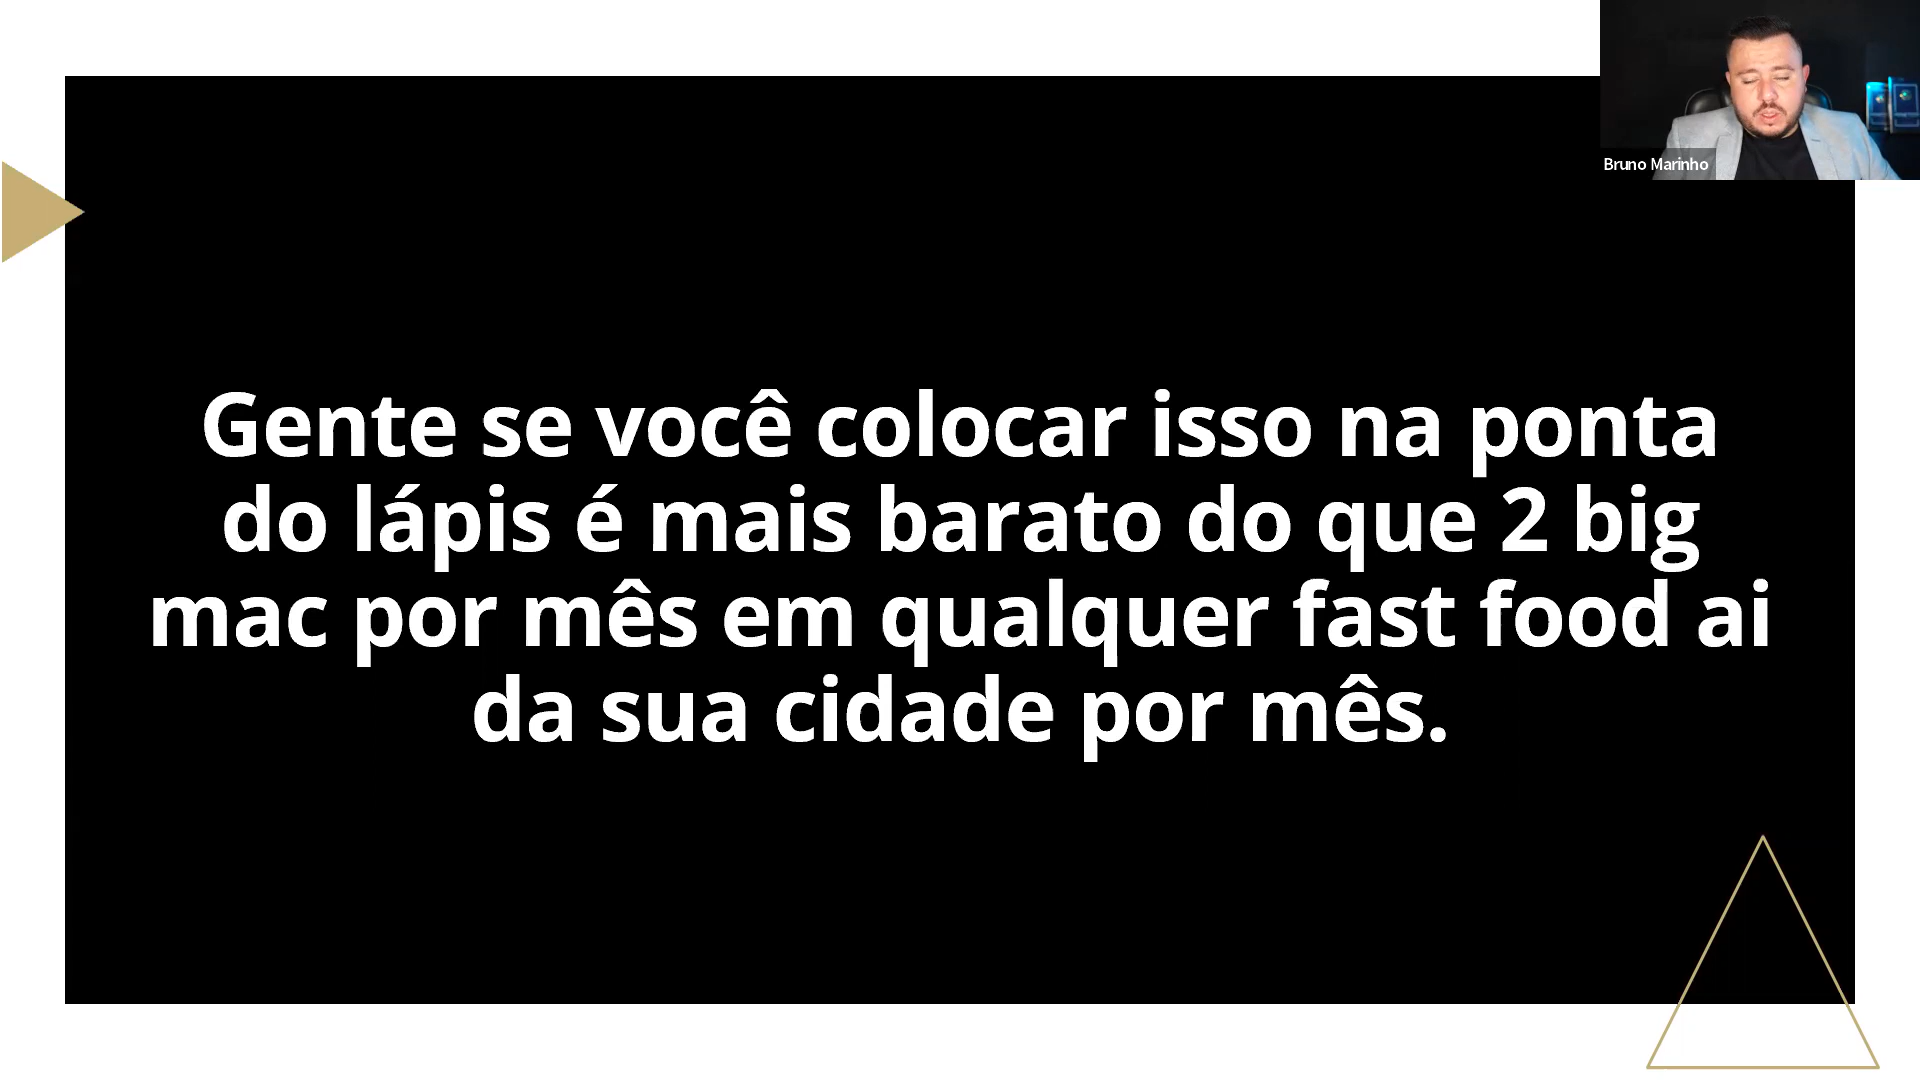 Bruno Marinho
Gente se você colocar isso na ponta
do lápis é mais barato do que 2 big
mac por mês em qualquer fast food ai
da sua cidade por mês.